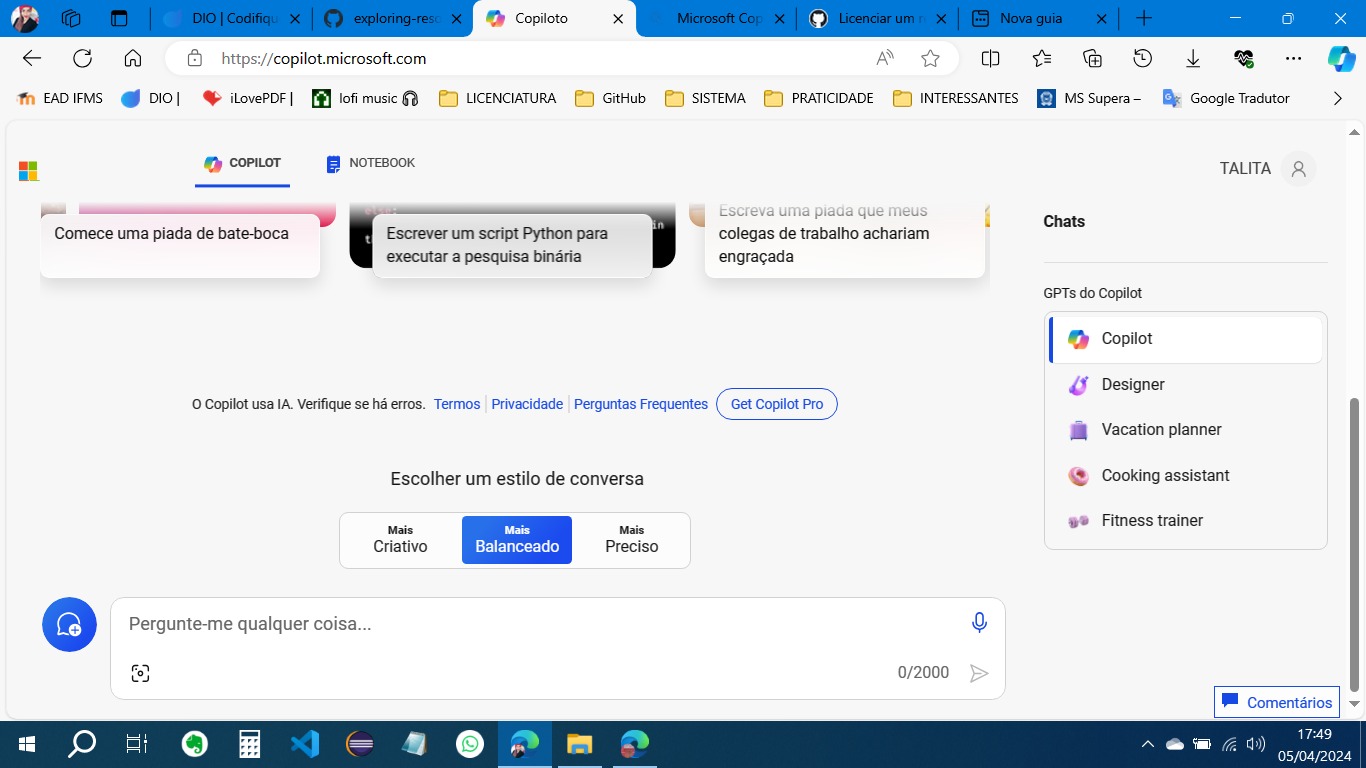 DIO | Codifiqu
exploring-reso
Copiloto
Microsoft Cop
Licenciar um r
Nova guia
https://copilot.microsoft.com
EAD IFMS
DIO |
iLovePDF |
lofi music
LICENCIATURA
GitHub
SISTEMA
PRATICIDADE
INTERESSANTES
MS Supera –
Google Tradutor
COPILOT
NOTEBOOK
TALITA
Comece uma piada de bate-boca
else:
in
Escrever um script Python para
executar a pesquisa binária
Escreva uma piada que meus
colegas de trabalho achariam
engraçada
Chats
GPTs do Copilot
Copilot
Designer
Vacation planner
Cooking assistant
Fitness trainer
O Copilot usa IA. Verifique se há erros. Termos Privacidade Perguntas Frequentes Get Copilot Pro
Escolher um estilo de conversa
Mais
Criativo
Mais
Balanceado
Mais
Preciso
Pergunte-me qualquer coisa...
0/2000
Comentários
17:49
05/04/2024